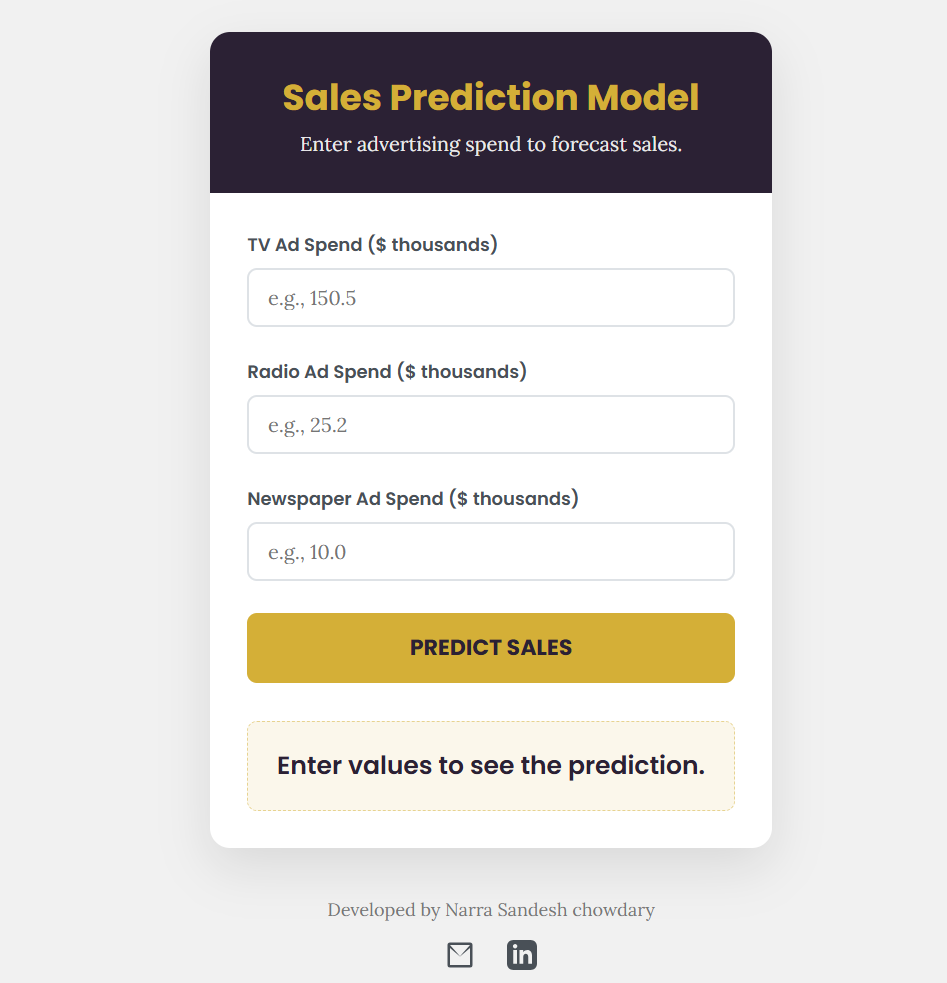 Sales Prediction Model
Enter advertising spend to forecast sales.
TV Ad Spend ($ thousands)
e.g., 150.5
Radio Ad Spend ($ thousands)
e.g., 25.2
Newspaper Ad Spend ($ thousands)
e.g., 10.0
PREDICT SALES
Enter values to see the prediction.
Developed by Narra Sandesh chowdary
in